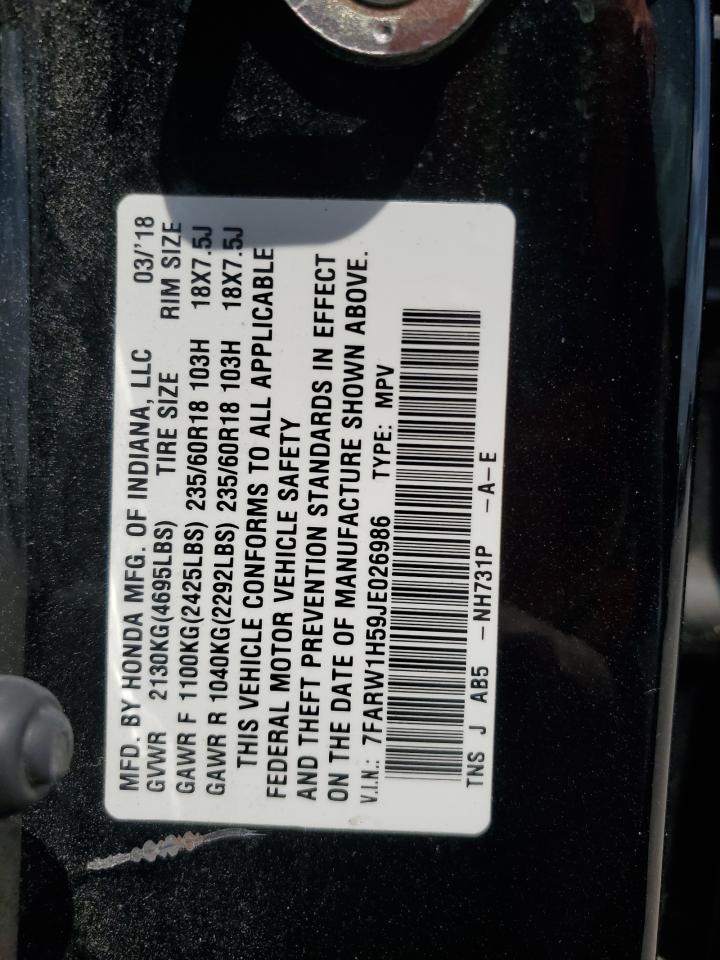 MFD. BY HONDA MFG. OF INDIANA, LLC 03/'18
GVWR 2130KG(4695LBS) TIRE SIZE RIM SIZE
GAWR F 1100KG(2425LBS) 235/60R18 103H 18X7.5J
GAWR R 1040KG(2292LBS) 235/60R18 103H 18X7.5J
THIS VEHICLE CONFORMS TO ALL APPLICABLE
FEDERAL MOTOR VEHICLE SAFETY
AND THEFT PREVENTION STANDARDS IN EFFECT
ON THE DATE OF MANUFACTURE SHOWN ABOVE.
V.I.N.: 7FARW1H59JE026986 TYPE: MPV
TNS J AB5 -NH731P -A-E